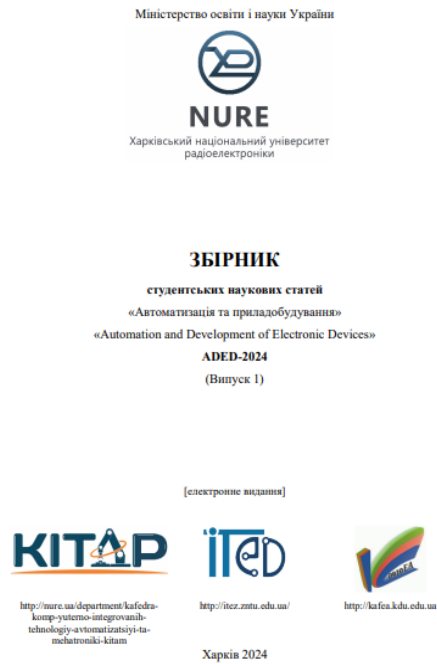 Міністерство освіти і науки України
NURE
Харківський національний університет
радіоелектроніки
ЗБІРНИК
студентських наукових статей
«Автоматизація та приладобудування»
«Automation and Development of Electronic Devices»
ADED-2024
(Випуск 1)
[електронне видання]
КІТАР
ITED
http://nure.ua/department/kafedra-
komp-yuterno-integrovanih-
tehnologiy-avtomatizatsiyi-ta-
mehatroniki-kitam
http://itez.zntu.edu.ua/
http://kafea.kdu.edu.ua
Харків 2024